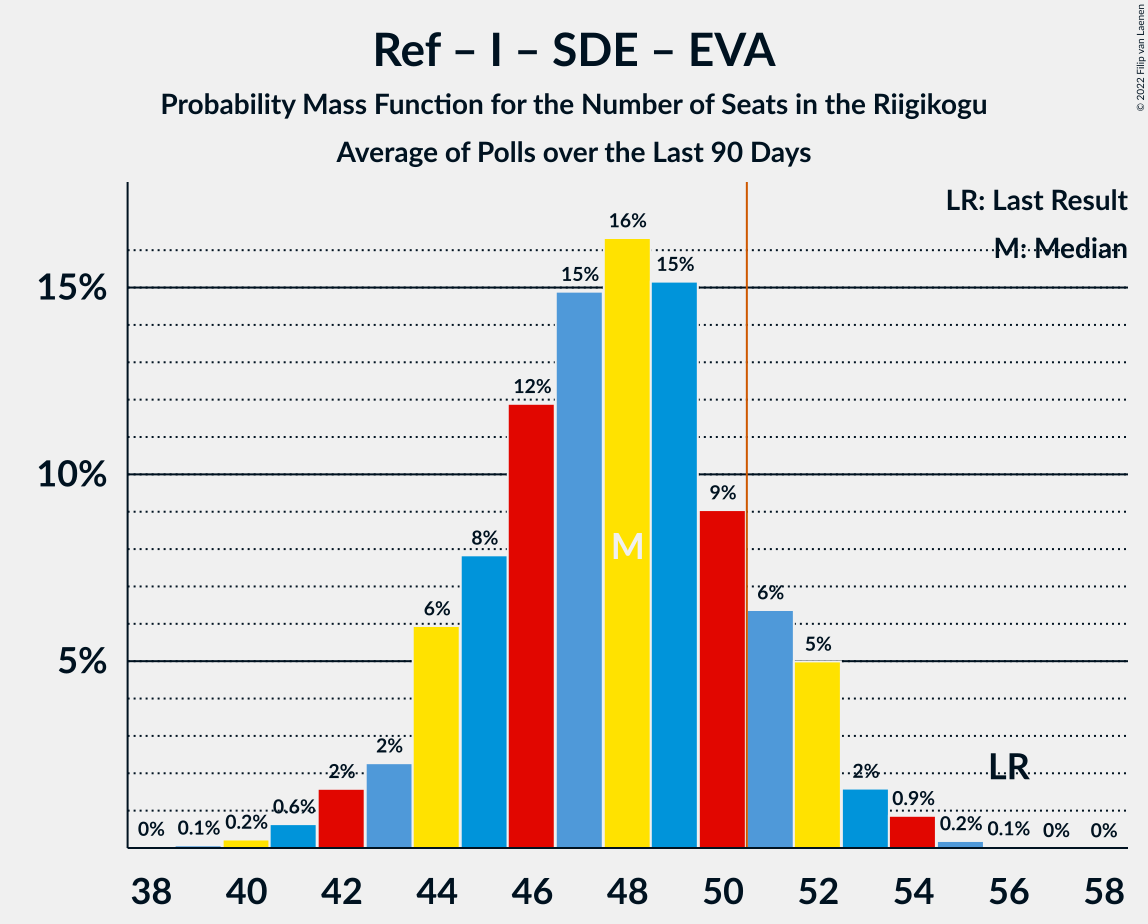 Ref – I – SDE – EVA
Probability Mass Function for the Number of Seats in the Riigikogu
Average of Polls over the Last 90 Days
© 2022 Filip van Laenen
LR: Last Result
M: Median
15%
10%
5%
0%
0.1%
0.2%
0.6%
2%
2%
6%
8%
12%
15%
16%
15%
9%
6%
5%
2%
0.9%
0.2%
0.1%
0%
0%
M
LR
38 40 42 44 46 48 50 52 54 56 58